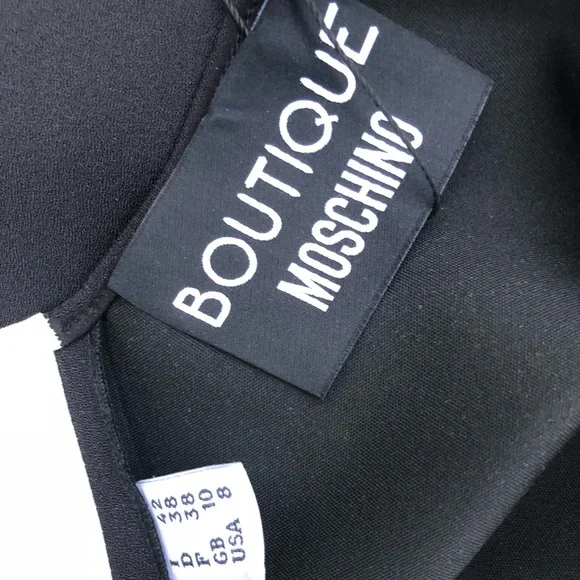 BOUTIQUE
MOSCHINO
I 42
D 38
F 38
GB 10
USA 8